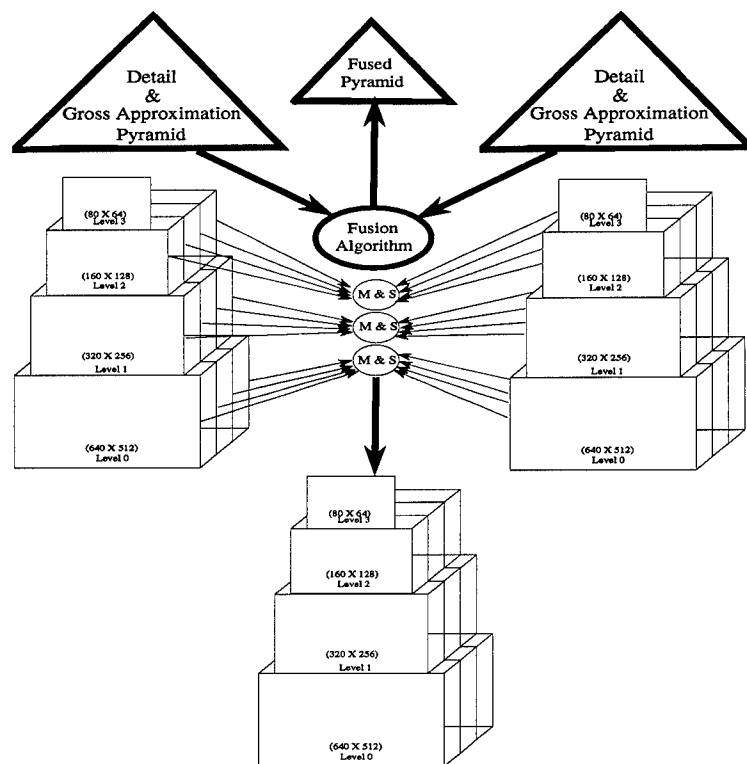 Detail
&
Gross Approximation
Pyramid
Fused
Pyramid
Detail
&
Gross Approximation
Pyramid
Fusion
Algorithm
(80 X 64)
Level 3
(160 X 128)
Level 2
(320 X 256)
Level 1
(640 X 512)
Level 0
M & S
M & S
M & S
(80 X 64)
Level 3
(160 X 128)
Level 2
(320 X 256)
Level 1
(640 X 512)
Level 0
(80 X 64)
Level 3
(160 X 128)
Level 2
(320 X 256)
Level 1
(640 X 512)
Level 0